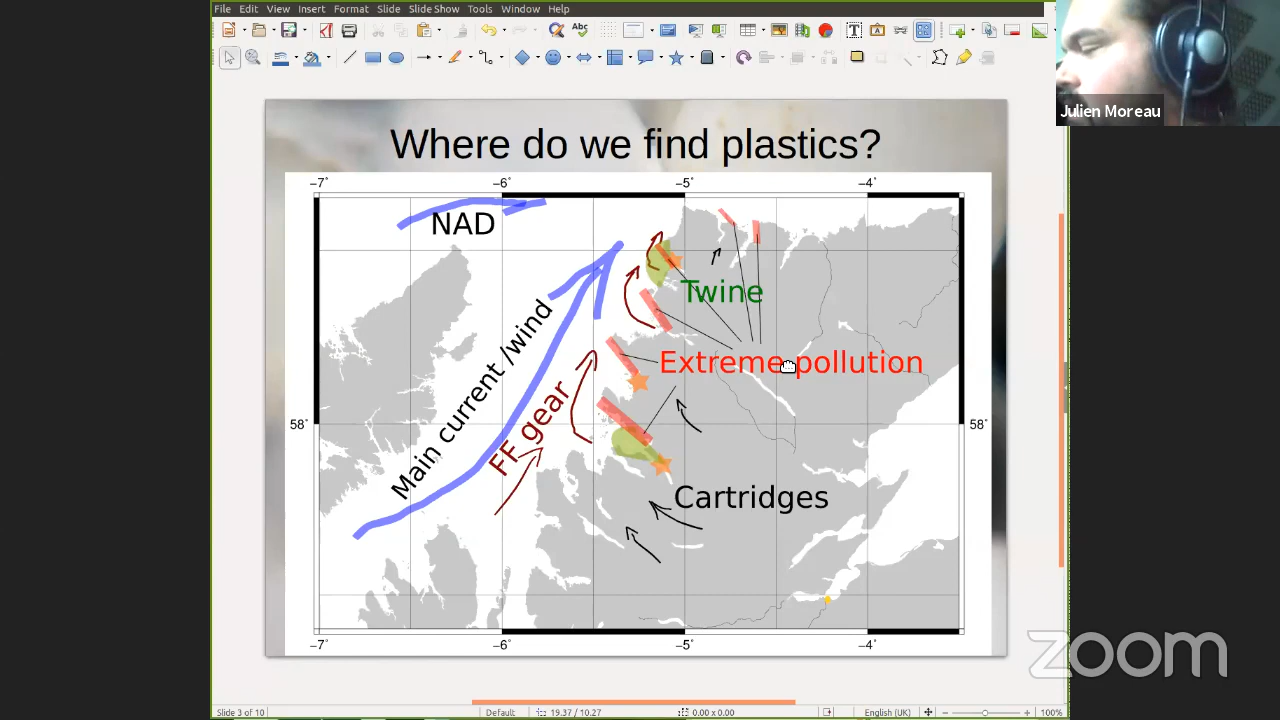 File Edit View Insert Format Slide Slide Show Tools Window Help
Abc
T
A
Julien Moreau
Where do we find plastics?
-7° -6° -5° -4°
NAD
Twine
Main current /wind
Extreme pollution
FF gear
58° 58°
Cartridges
-7° -6° -5° -4°
zoom
Slide 3 of 10 Default 19.37 / 10.27 0.00 x 0.00 English (UK) 100%